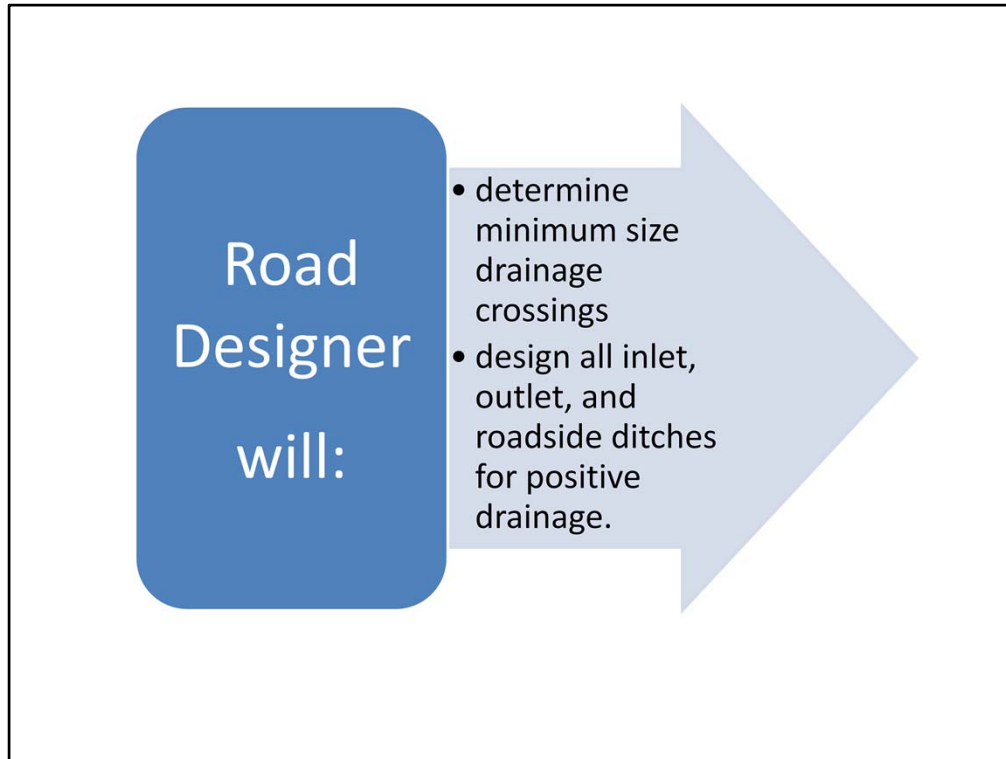 Road
Designer
will:
• determine
minimum size
drainage
crossings
• design all inlet,
outlet, and
roadside ditches
for positive
drainage.